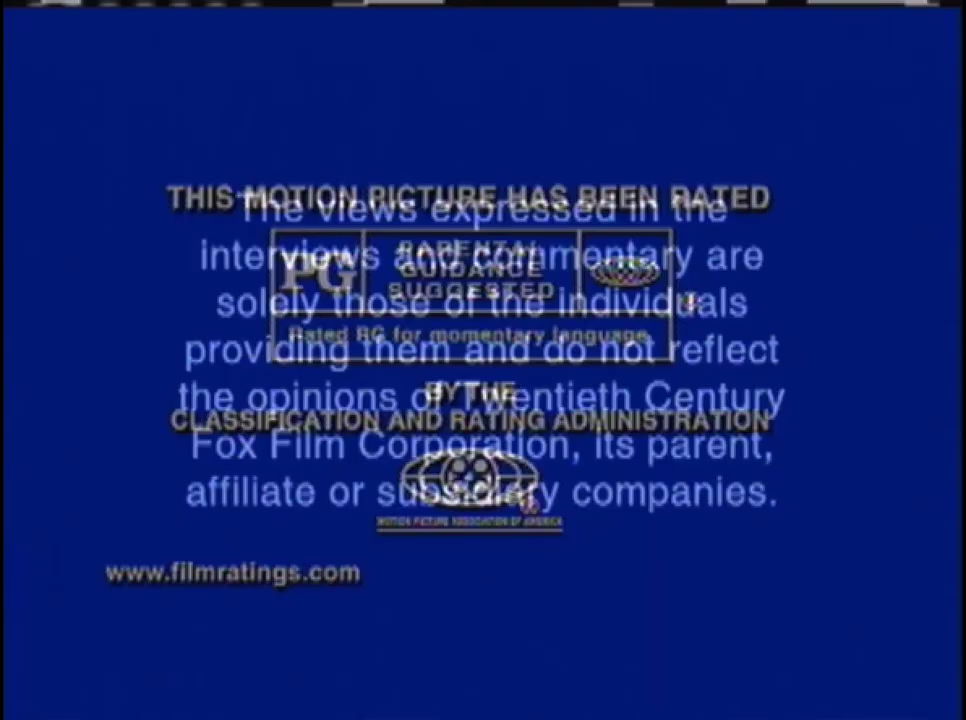 THIS MOTION PICTURE HAS BEEN RATED
The views expressed in the
PG
PARENTAL
GUIDANCE
SUGGESTED
interviews and commentary are
solely those of the individuals
Rated PG for momentary language
providing them and do not reflect
BY THE
the opinions of Twentieth Century
CLASSIFICATION AND RATING ADMINISTRATION
Fox Film Corporation, its parent,
affiliate or subsidiary companies.
MOTION PICTURE ASSOCIATION OF AMERICA
www.filmratings.com